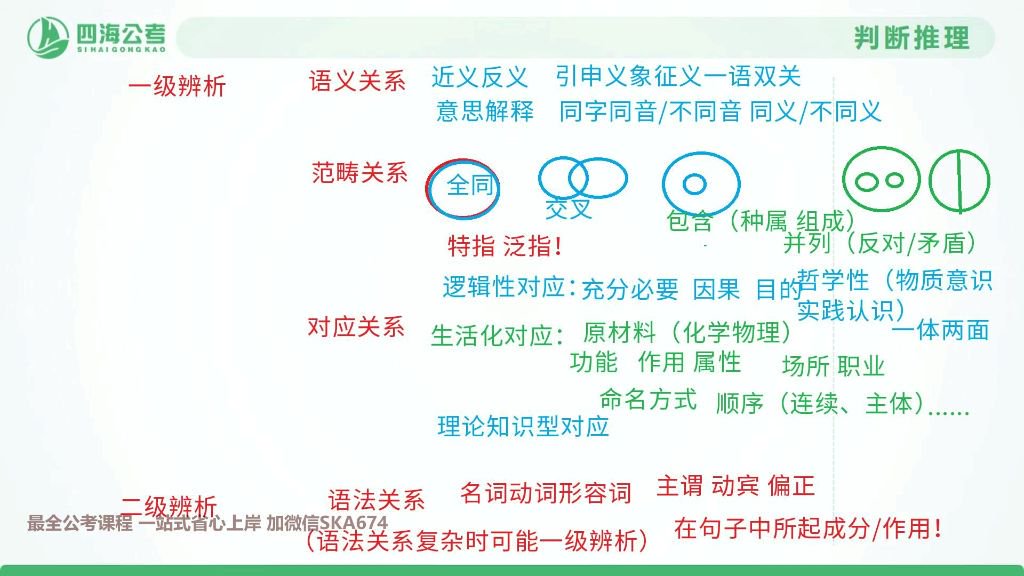 四海公考
SIHAIGONGKAO
判断推理
一级辨析
语义关系 近义反义 引申义象征义一语双关
意思解释 同字同音/不同音 同义/不同义
范畴关系
全同
交叉
包含（种属 组成）
并列（反对/矛盾）
特指 泛指！
对应关系
逻辑性对应：充分必要 因果 目的
哲学性（物质意识
实践认识）
一体两面
生活化对应： 原材料（化学物理）
功能 作用 属性 场所 职业
命名方式 顺序（连续、主体）……
理论知识型对应
二级辨析
语法关系 名词动词形容词 主谓 动宾 偏正
最全公考课程 一站式省心上岸 加微信SKA674
（语法关系复杂时可能一级辨析） 在句子中所起成分/作用！